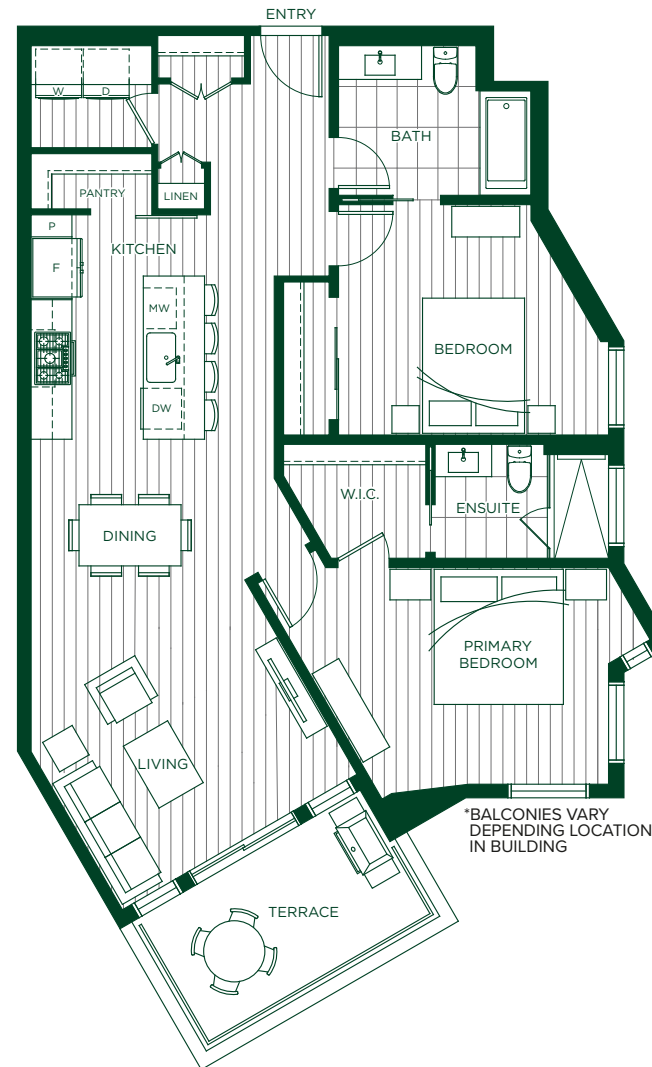 ENTRY
W
D
BATH
PANTRY
LINEN
P
KITCHEN
F
MW
BEDROOM
DW
W.I.C.
ENSUITE
DINING
PRIMARY
BEDROOM
LIVING
*BALCONIES VARY
DEPENDING LOCATION
IN BUILDING
TERRACE